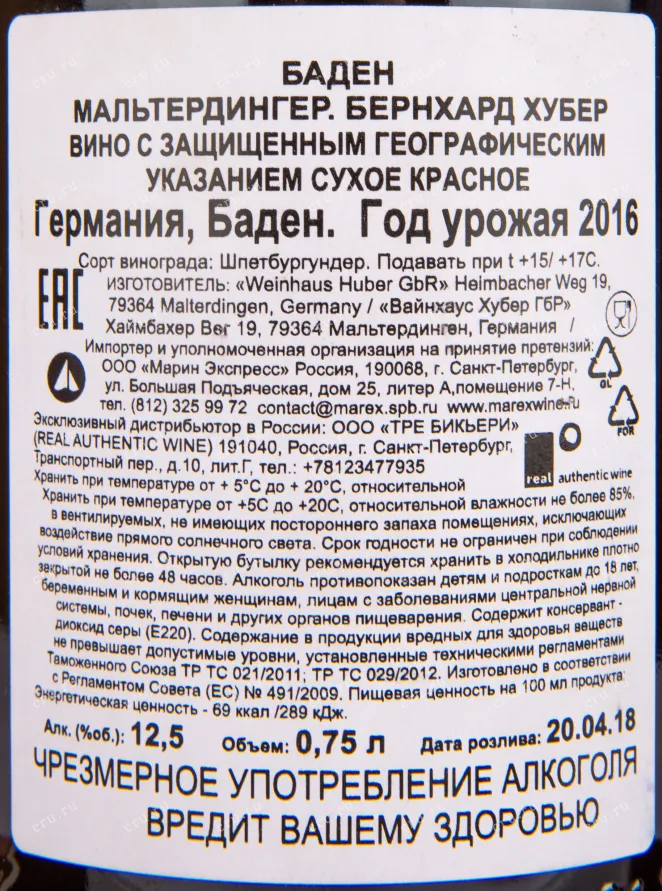 БАДЕН
МАЛЬТЕРДИНГЕР. БЕРНХАРД ХУБЕР
ВИНО С ЗАЩИЩЕННЫМ ГЕОГРАФИЧЕСКИМ
УКАЗАНИЕМ СУХОЕ КРАСНОЕ
Германия, Баден. Год урожая 2016
Сорт винограда: Шпетбургундер. Подавать при t +15/ +17C.
EAC
ИЗГОТОВИТЕЛЬ: «Weinhaus Huber GbR» Heimbacher Weg 19,
79364 Malterdingen, Germany / «Вайнхаус Хубер ГбР»
Хаймбахер Вег 19, 79364 Мальтердинген, Германия /
Импортер и уполномоченная организация на принятие претензий:
ООО «Марин Экспресс» Россия, 190068, г. Санкт-Петербург,
ул. Большая Подъяческая, дом 25, литер А,помещение 7-Н,
тел. (812) 325 99 72 contact@marex.spb.ru www.marexwine.ru
GL
FOR
Эксклюзивный дистрибьютор в России: ООО «ТРЕ БИКЬЕРИ»
(REAL AUTHENTIC WINE) 191040, Россия, г. Санкт-Петербург,
Транспортный пер., д.10, лит.Г, тел.: +78123477935
real authentic wine
Хранить при температуре от + 5°C до + 20°C, относительной
Хранить при температуре от +5C до +20C, относительной влажности не более 85%,
в вентилируемых, не имеющих постороннего запаха помещениях, исключающих
воздействие прямого солнечного света. Срок годности не ограничен при соблюдении
условий хранения. Открытую бутылку рекомендуется хранить в холодильнике плотно
закрытой не более 48 часов. Алкоголь противопоказан детям и подросткам до 18 лет,
беременным и кормящим женщинам, лицам с заболеваниями центральной нервной
системы, почек, печени и других органов пищеварения. Содержит консервант -
диоксид серы (E220). Содержание в продукции вредных для здоровья веществ
не превышает допустимые уровни, установленные техническими регламентами
Таможенного Союза ТР ТС 021/2011; ТР ТС 029/2012. Изготовлено в соответствии
с Регламентом Совета (ЕС) № 491/2009. Пищевая ценность на 100 мл продукта:
Энергетическая ценность - 69 ккал /289 кДж.
Алк. (%об.): 12,5 Объем: 0,75 л Дата розлива: 20.04.18
ЧРЕЗМЕРНОЕ УПОТРЕБЛЕНИЕ АЛКОГОЛЯ
ВРЕДИТ ВАШЕМУ ЗДОРОВЬЮ